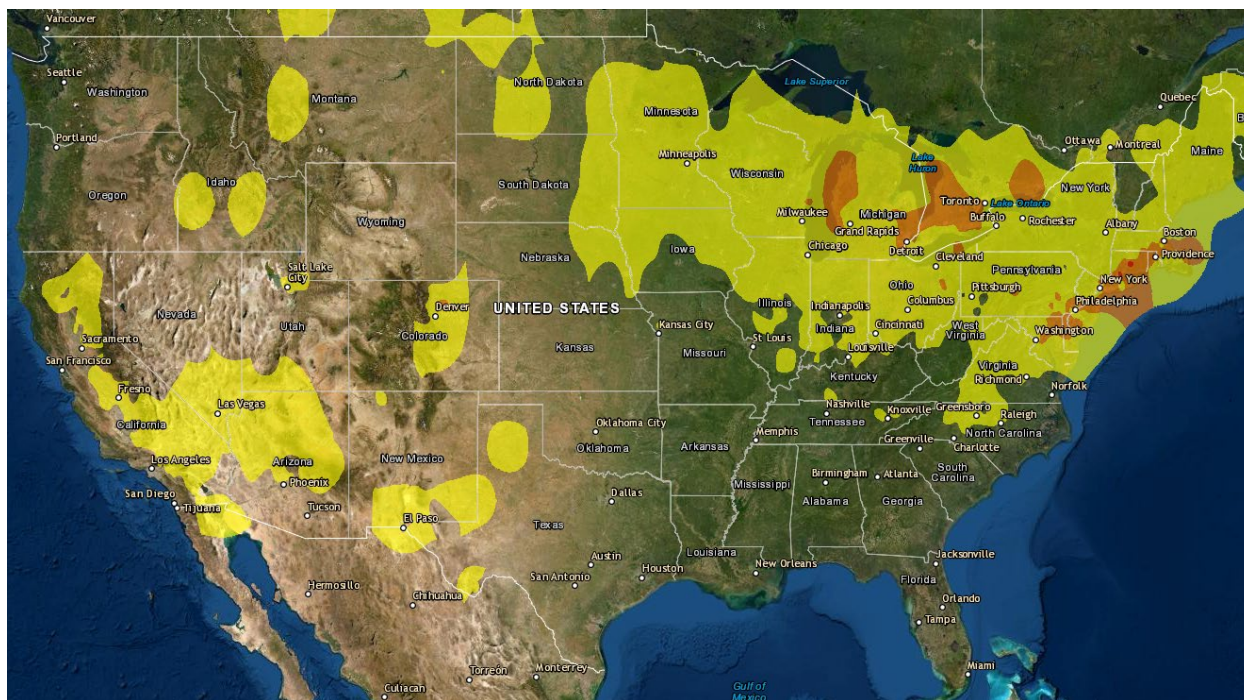 Vancouver
Seattle
Washington
Montana
North Dakota
Minnesota
Lake Superior
Quebec
Ottawa
Montreal
Maine
Portland
Oregon
Idaho
Wyoming
South Dakota
Minneapolis
Wisconsin
Lake
Huron
Toronto
Lake Ontario
New York
Milwaukee
Michigan
Grand Rapids
Buffalo
Rochester
Albany
Boston
Providence
Salt Lake
City
Nebraska
Iowa
Chicago
Detroit
Cleveland
Pennsylvania
New York
Nevada
Utah
Denver
Colorado
UNITED STATES
Illinois
Indianapolis
Indiana
Ohio
Columbus
Pittsburgh
Philadelphia
Sacramento
San Francisco
Kansas
Kansas City
Missouri
St Louis
Cincinnati
Louisville
West
Virginia
Washington
Fresno
California
Las Vegas
Kentucky
Virginia
Richmond
Norfolk
Los Angeles
Arizona
Phoenix
New Mexico
Oklahoma City
Oklahoma
Arkansas
Memphis
Nashville
Tennessee
Knoxville
Greensboro
Raleigh
North Carolina
Greenville
Charlotte
San Diego
Tijuana
Tucson
El Paso
Texas
Dallas
Mississippi
Birmingham
Alabama
Atlanta
Georgia
South
Carolina
Hermosillo
Chihuahua
Austin
San Antonio
Houston
Louisiana
New Orleans
Jacksonville
Florida
Orlando
Tampa
Culiacan
Torreón
Monterrey
Gulf of
Mexico
Miami